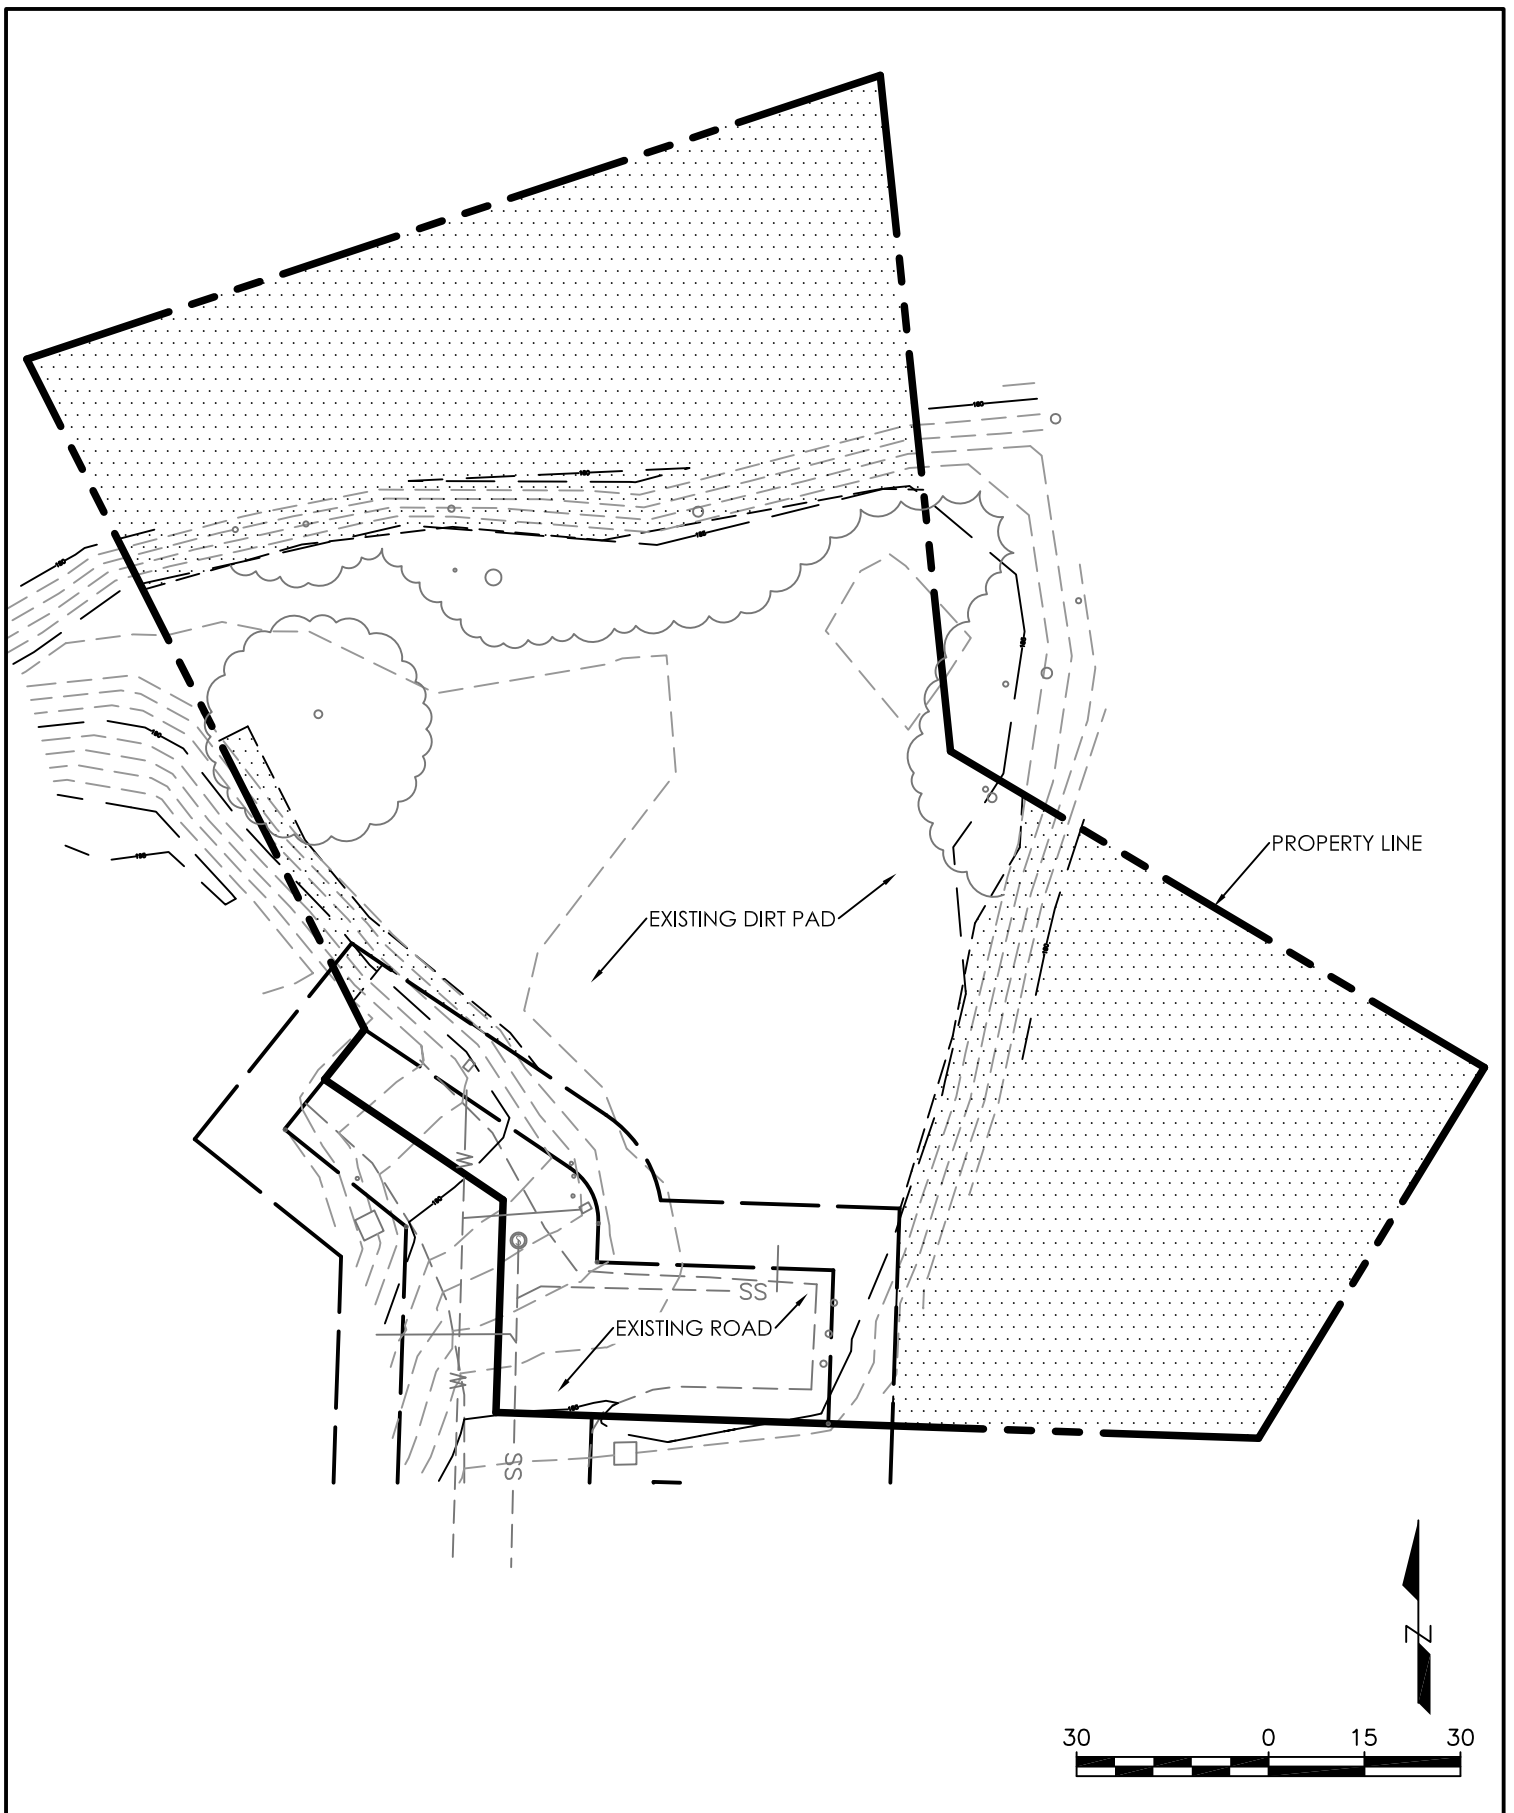 PROPERTY LINE
EXISTING DIRT PAD
W
SS
EXISTING ROAD
W
SS
N
30 0 15 30